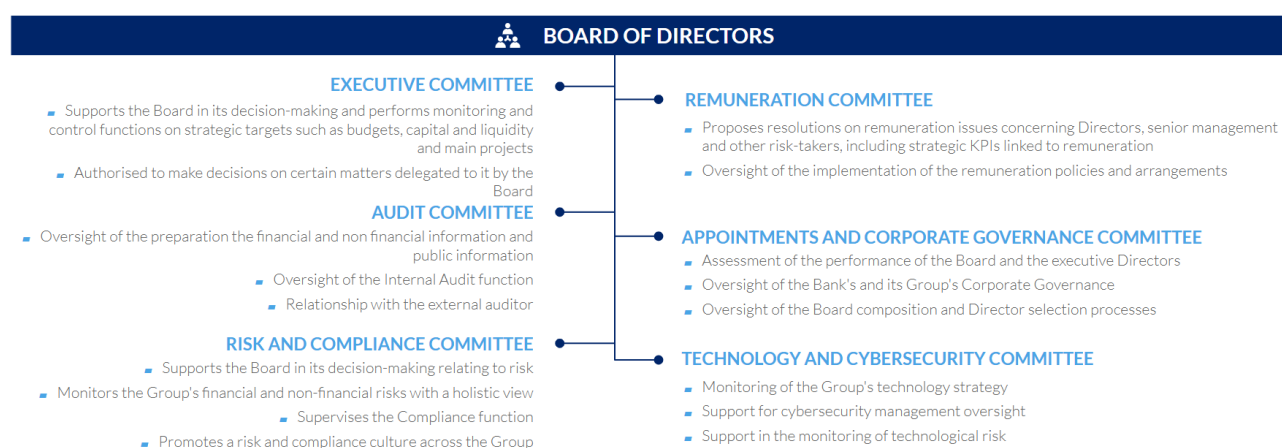 BOARD OF DIRECTORS
EXECUTIVE COMMITTEE
Supports the Board in its decision-making and performs monitoring and
control functions on strategic targets such as budgets, capital and liquidity
and main projects
Authorised to make decisions on certain matters delegated to it by the
Board
AUDIT COMMITTEE
Oversight of the preparation the financial and non financial information and
public information
Oversight of the Internal Audit function
Relationship with the external auditor
RISK AND COMPLIANCE COMMITTEE
Supports the Board in its decision-making relating to risk
Monitors the Group's financial and non-financial risks with a holistic view
Supervises the Compliance function
Promotes a risk and compliance culture across the Group
REMUNERATION COMMITTEE
Proposes resolutions on remuneration issues concerning Directors, senior management
and other risk-takers, including strategic KPIs linked to remuneration
Oversight of the implementation of the remuneration policies and arrangements
APPOINTMENTS AND CORPORATE GOVERNANCE COMMITTEE
Assessment of the performance of the Board and the executive Directors
Oversight of the Bank's and its Group's Corporate Governance
Oversight of the Board composition and Director selection processes
TECHNOLOGY AND CYBERSECURITY COMMITTEE
Monitoring of the Group's technology strategy
Support for cybersecurity management oversight
Support in the monitoring of technological risk